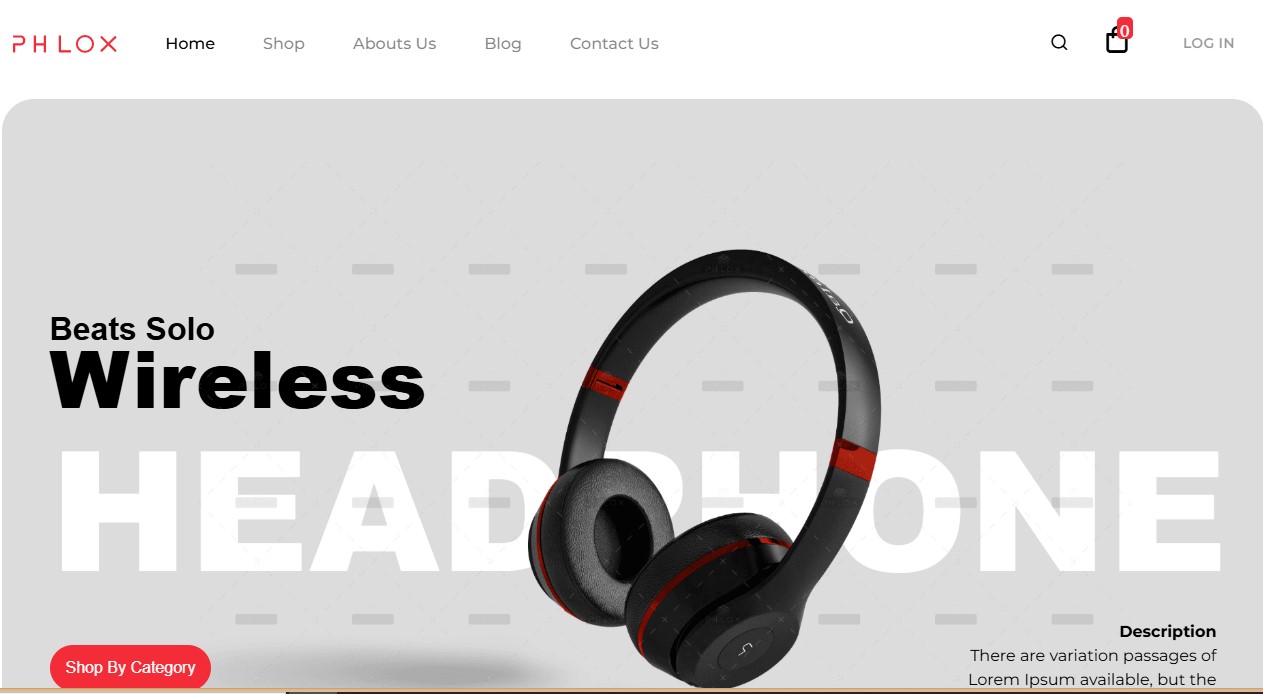 PHLOX
Home
Shop
Abouts Us
Blog
Contact Us
0
LOG IN
Beats Solo
Wireless
HEADPHONE
Shop By Category
Description
There are variation passages of
Lorem Ipsum available, but the